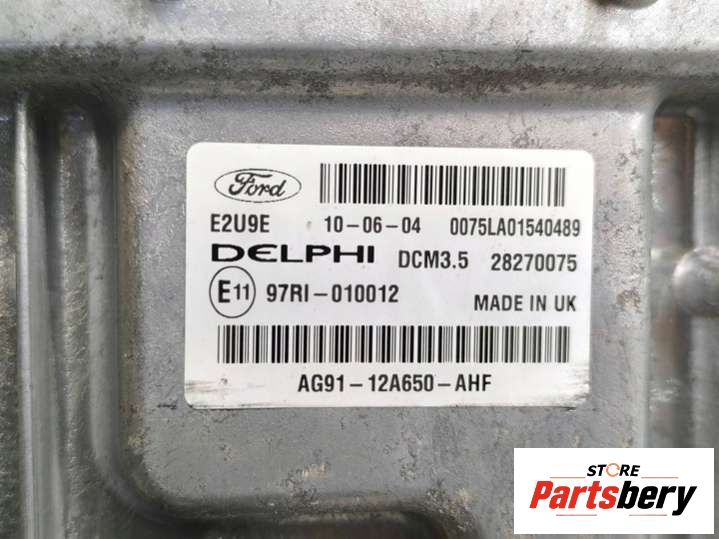 Ford
E2U9E 10-06-04 0075LA01540489
DELPHI DCM3.5 28270075
E11 97RI-010012 MADE IN UK
AG91-12A650-AHF
STORE
Partsbery